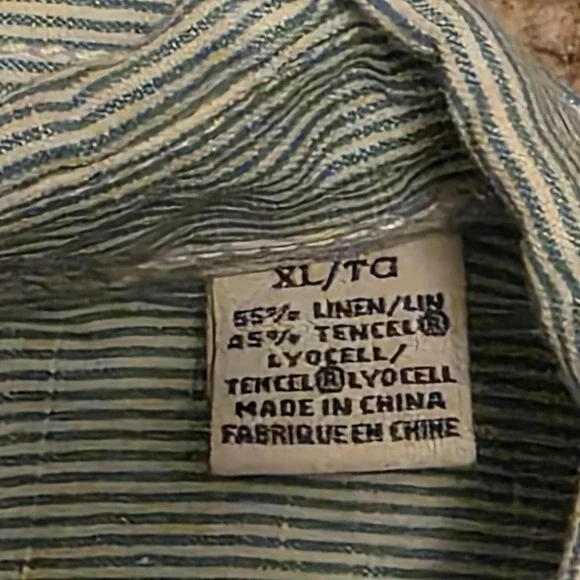 XL/TG
55% LINEN/LIN
45% TENCEL®
LYOCELL/
TENCEL®LYOCELL
MADE IN CHINA
FABRIQUE EN CHINE